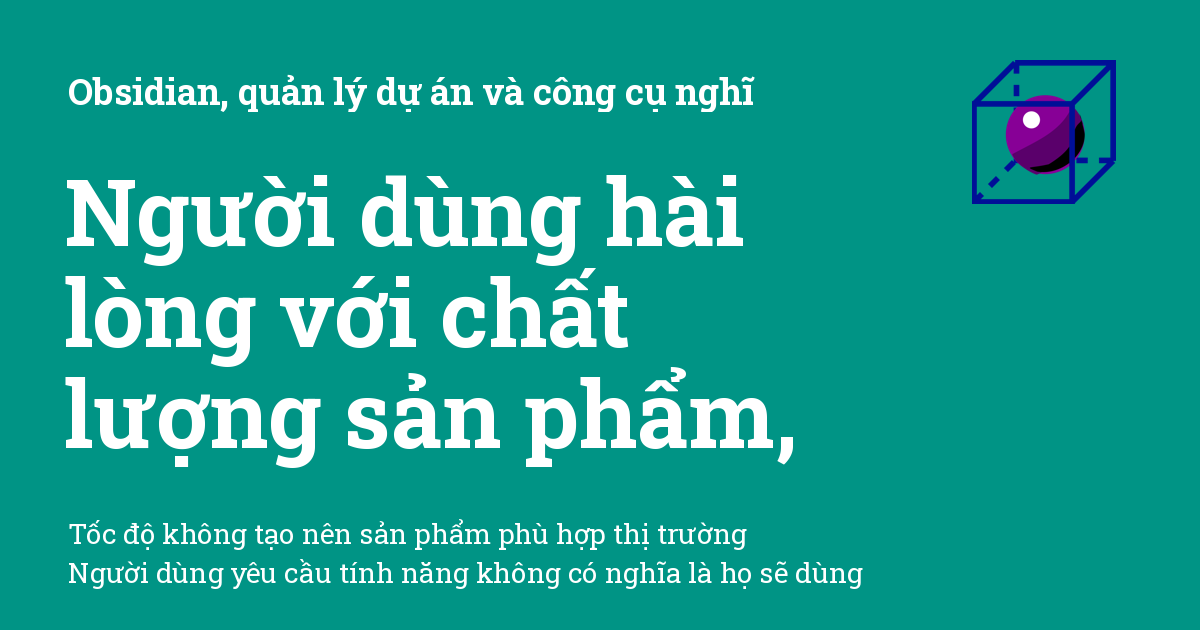 Obsidian, quản lý dự án và công cụ nghĩ
Người dùng hài
lòng với chất
lượng sản phẩm,
Tốc độ không tạo nên sản phẩm phù hợp thị trường
Người dùng yêu cầu tính năng không có nghĩa là họ sẽ dùng